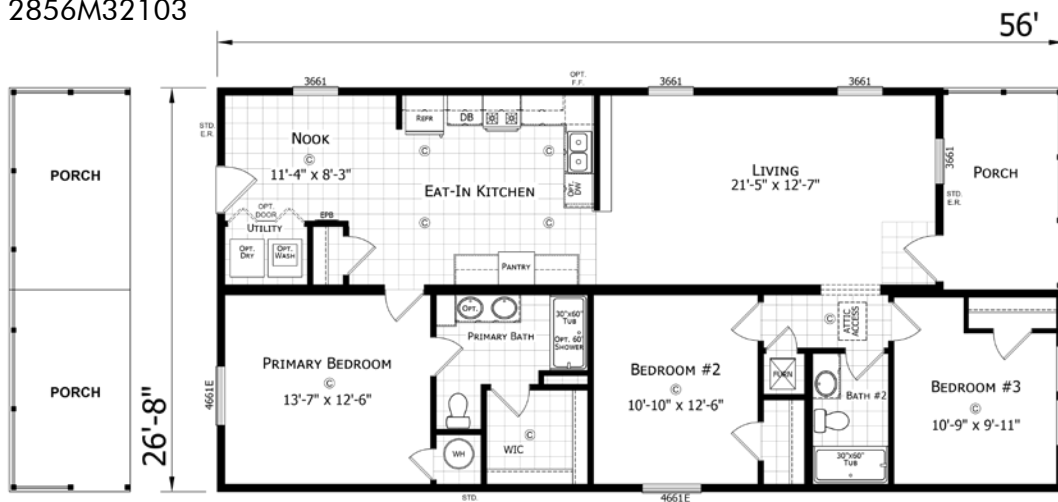 2856M32103
56'
PORCH
PORCH
26'-8"
STD.
E.R.
3661
OPT.
F.F.
3661
3661
3661
NOOK
©
11'-4" x 8'-3"
REFR
DB
OPT.
DW
EAT-IN KITCHEN
©
©
©
©
LIVING
21'-5" x 12'-7"
PORCH
STD.
E.R.
OPT.
DOOR
UTILITY
EPB
OPT.
DRY
OPT.
WASH
PANTRY
PRIMARY BEDROOM
©
13'-7" x 12'-6"
4661E
OPT.
PRIMARY BATH
30"x60"
TUB
OPT. 60"
SHOWER
WH
WIC
©
STD.
BEDROOM #2
©
10'-10" x 12'-6"
4661E
©
ATTIC
ACCESS
FURN
BATH #2
30"x60"
TUB
BEDROOM #3
©
10'-9" x 9'-11"